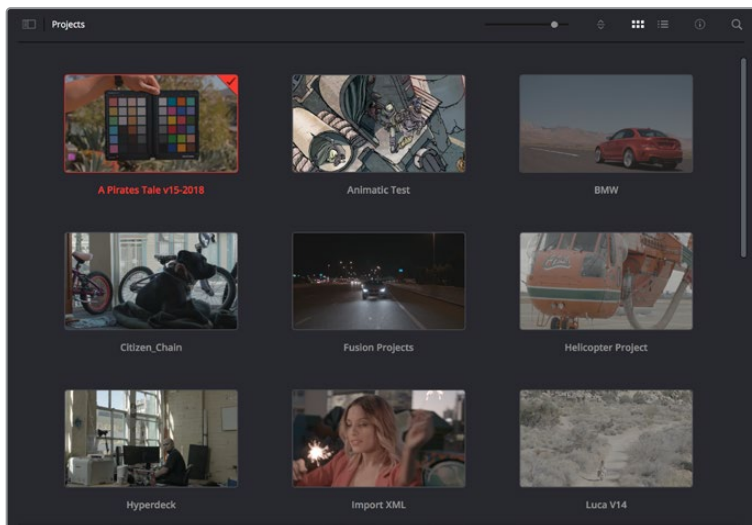 Projects
A Pirates Tale v15-2018
Animatic Test
BMW
Citizen_Chain
Fusion Projects
Helicopter Project
Hyperdeck
Import XML
Luca V14